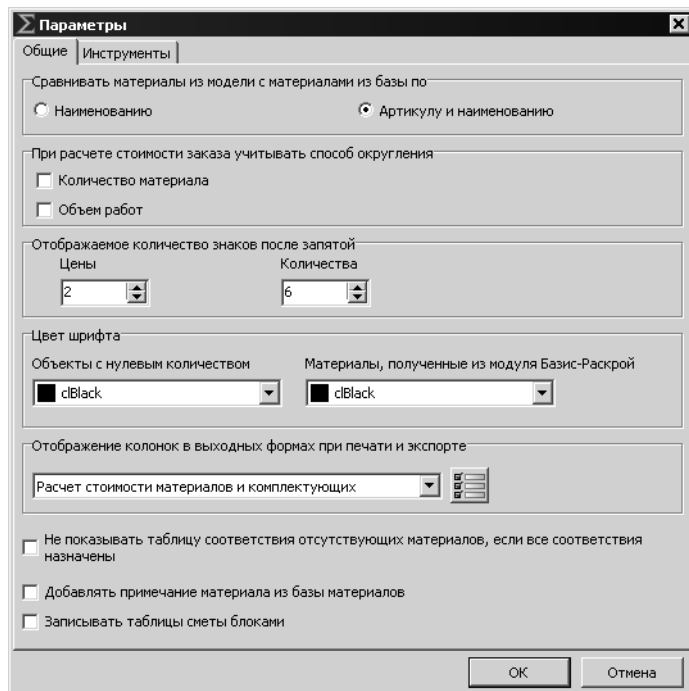 Параметры
Общие Инструменты
Сравнивать материалы из модели с материалами из базы по
Наименованию Артикулу и наименованию
При расчете стоимости заказа учитывать способ округления
Количество материала
Объем работ
Отображаемое количество знаков после запятой
Цены Количества
2 6
Цвет шрифта
Объекты с нулевым количеством Материалы, полученные из модуля Базис-Раскрой
clBlack clBlack
Отображение колонок в выходных формах при печати и экспорте
Расчет стоимости материалов и комплектующих
Не показывать таблицу соответствия отсутствующих материалов, если все соответствия
назначены
Добавлять примечание материала из базы материалов
Записывать таблицы сметы блоками
ОК Отмена